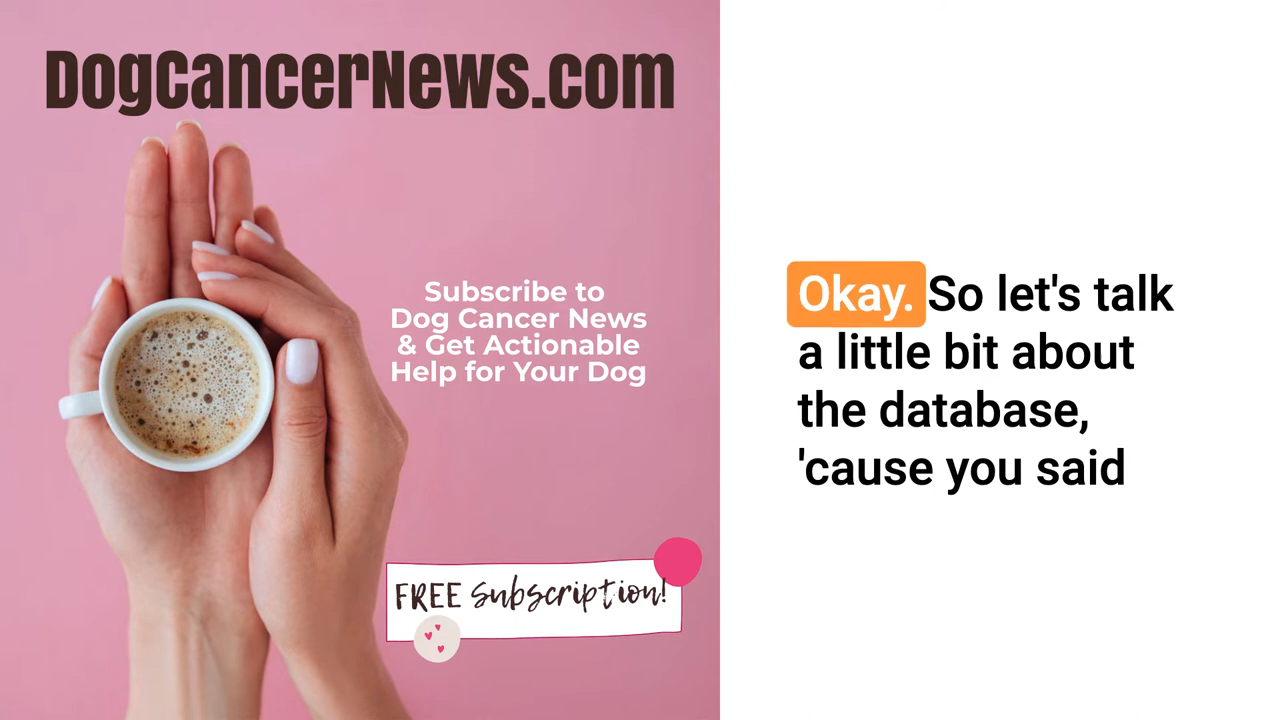 DogCancerNews.com
Subscribe to
Dog Cancer News
& Get Actionable
Help for Your Dog
FREE Subscription!
Okay. So let's talk
a little bit about
the database,
'cause you said